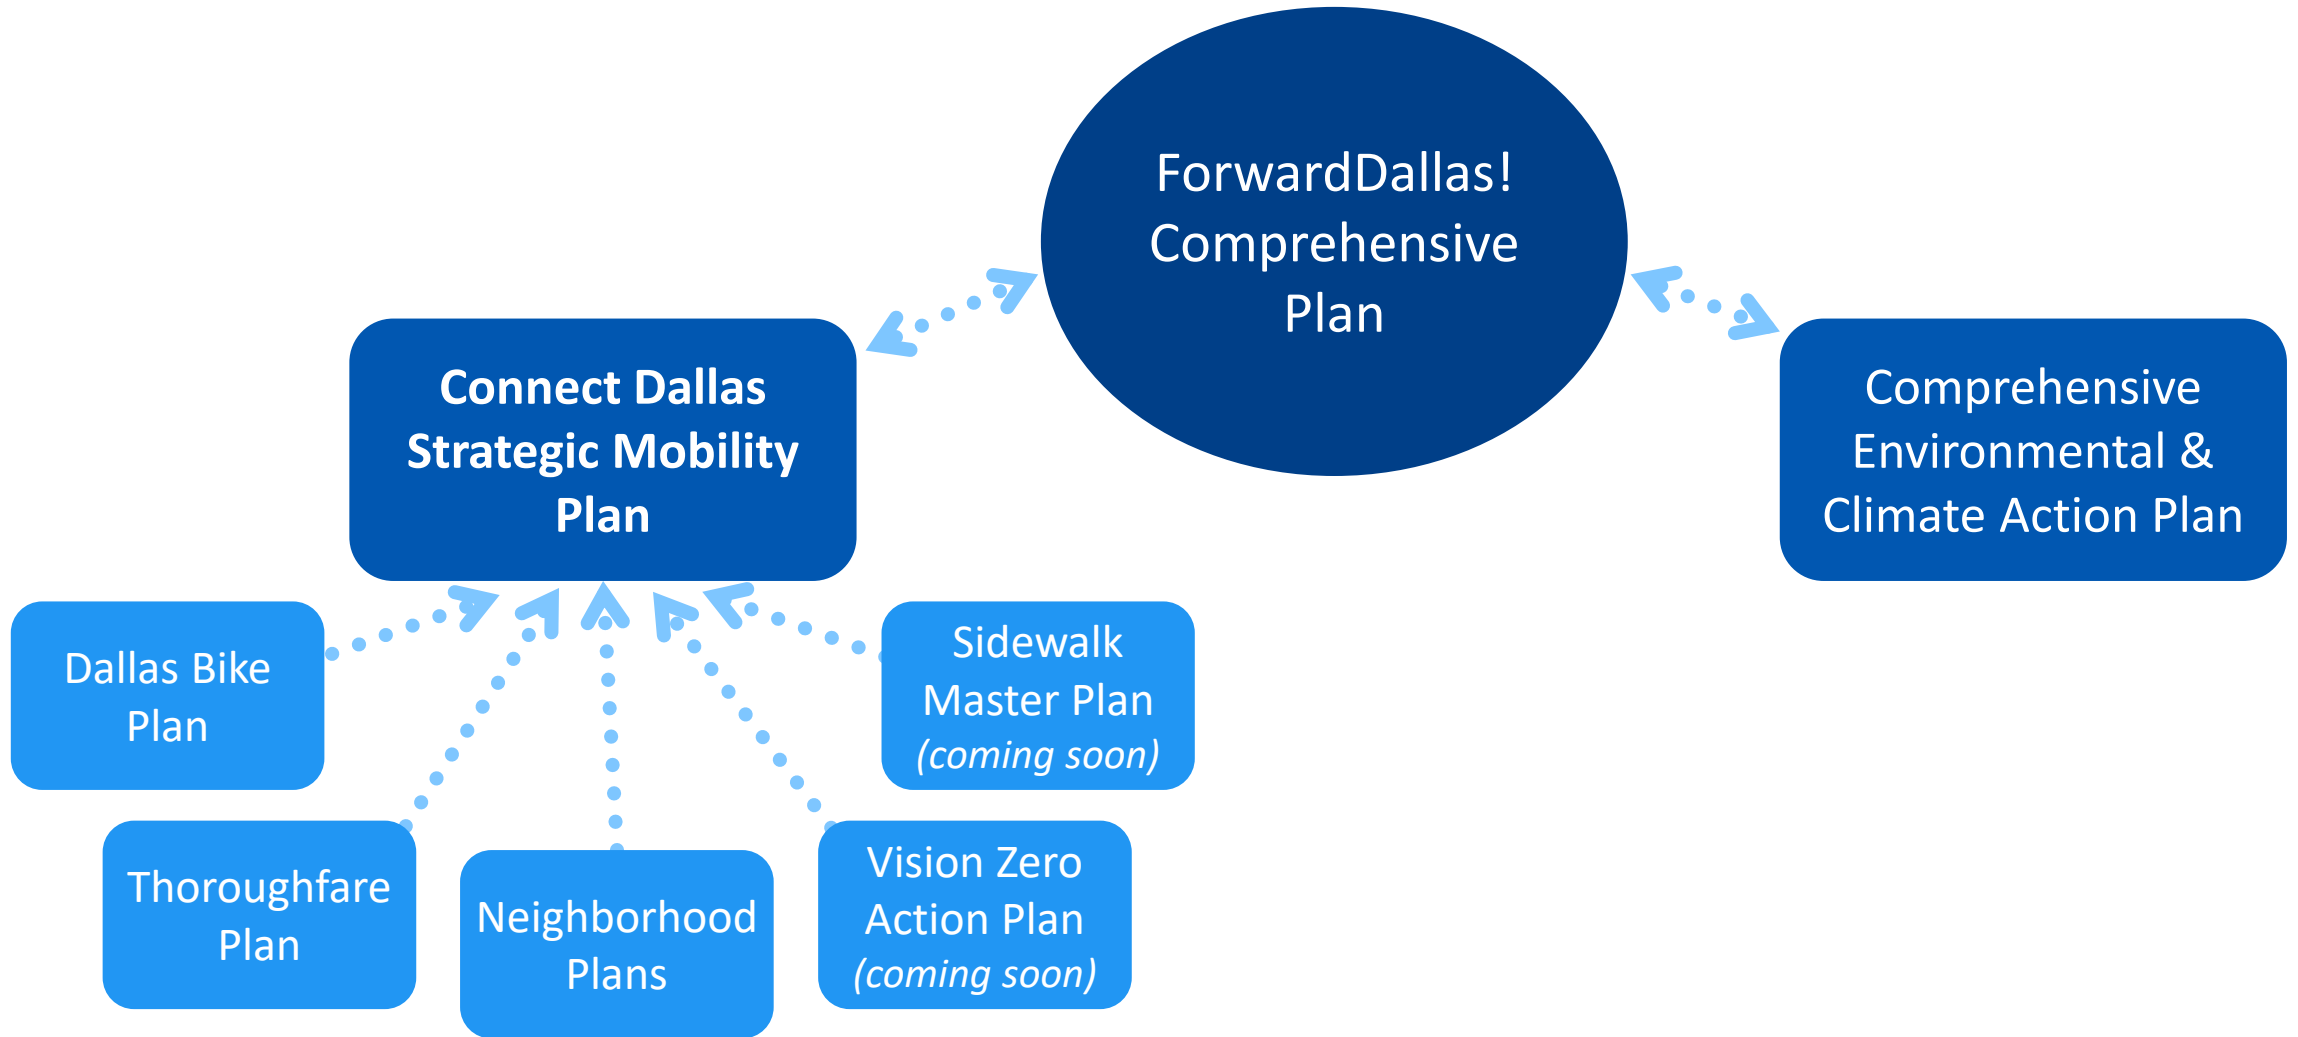 ForwardDallas!
Comprehensive
Plan
Connect Dallas
Strategic Mobility
Plan
Comprehensive
Environmental &
Climate Action Plan
Dallas Bike
Plan
Thoroughfare
Plan
Neighborhood
Plans
Vision Zero
Action Plan
(coming soon)
Sidewalk
Master Plan
(coming soon)